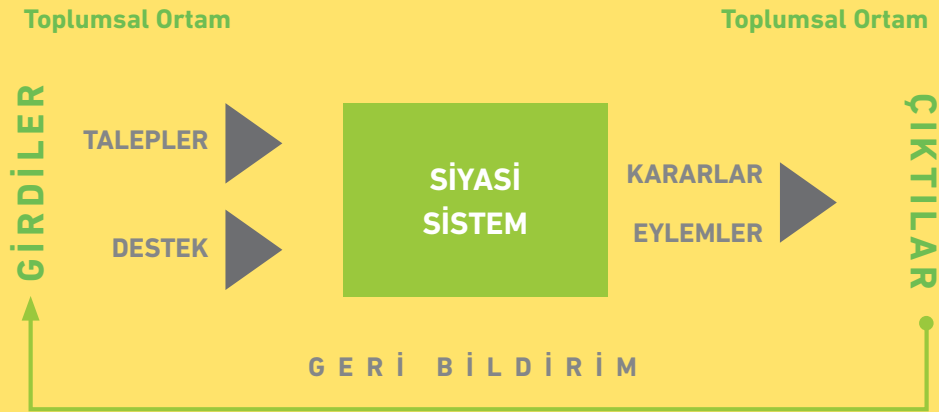 Toplumsal Ortam
Toplumsal Ortam
GİRDİLER
TALEPLER
DESTEK
SİYASİ
SİSTEM
KARARLAR
EYLEMLER
ÇIKTILAR
GERİ BİLDİRİM